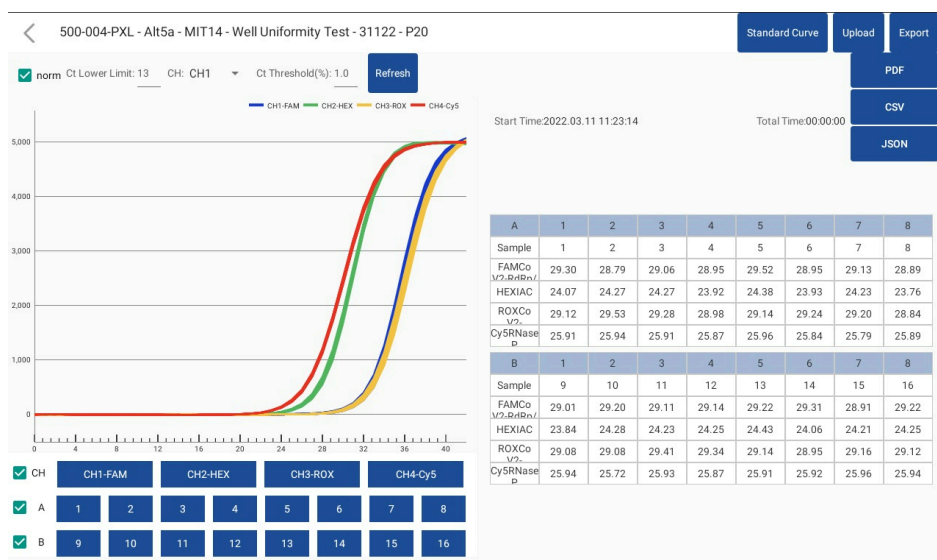 500-004-PXL - Alt5a - MIT14 - Well Uniformity Test - 31122 - P20
Standard Curve Upload Export
norm Ct Lower Limit: 13 CH: CH1 Ct Threshold(%): 1.0 Refresh
PDF
CSV
JSON
CH1-FAM CH2-HEX CH3-ROX CH4-Cy5
Start Time:2022.03.11 11:23:14 Total Time:00:00:00
5,000
4,000
3,000
2,000
1,000
0
0 4 8 12 16 20 24 28 32 36 40
A 1 2 3 4 5 6 7 8
Sample 1 2 3 4 5 6 7 8
FAMCo
V2-RdRp/
29.30 28.79 29.06 28.95 29.52 28.95 29.13 28.89
HEXIAC 24.07 24.27 24.27 23.92 24.38 23.93 24.23 23.76
ROXCo
V2-
29.12 29.53 29.28 28.98 29.14 29.24 29.20 28.84
Cy5RNase
P
25.91 25.94 25.91 25.87 25.96 25.84 25.79 25.89
B 1 2 3 4 5 6 7 8
Sample 9 10 11 12 13 14 15 16
FAMCo
V2-RdRp/
29.01 29.20 29.11 29.14 29.22 29.31 28.91 29.22
HEXIAC 23.84 24.28 24.23 24.25 24.43 24.06 24.21 24.25
ROXCo
V2-
29.08 29.08 29.41 29.34 29.14 28.95 29.16 29.12
Cy5RNase
P
25.94 25.72 25.93 25.87 25.91 25.92 25.96 25.94
CH CH1-FAM CH2-HEX CH3-ROX CH4-Cy5
A 1 2 3 4 5 6 7 8
B 9 10 11 12 13 14 15 16